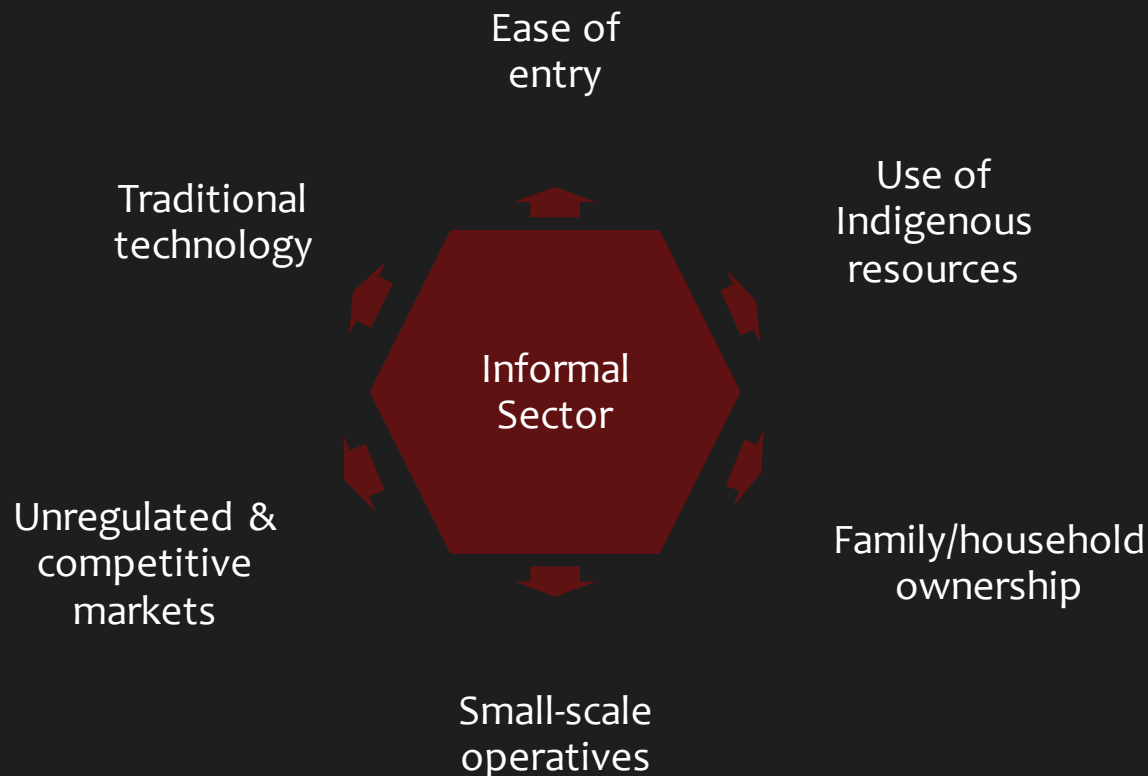 Ease of
entry
Use of
Indigenous
resources
Family/household
ownership
Small-scale
operatives
Unregulated &
competitive
markets
Traditional
technology
Informal
Sector